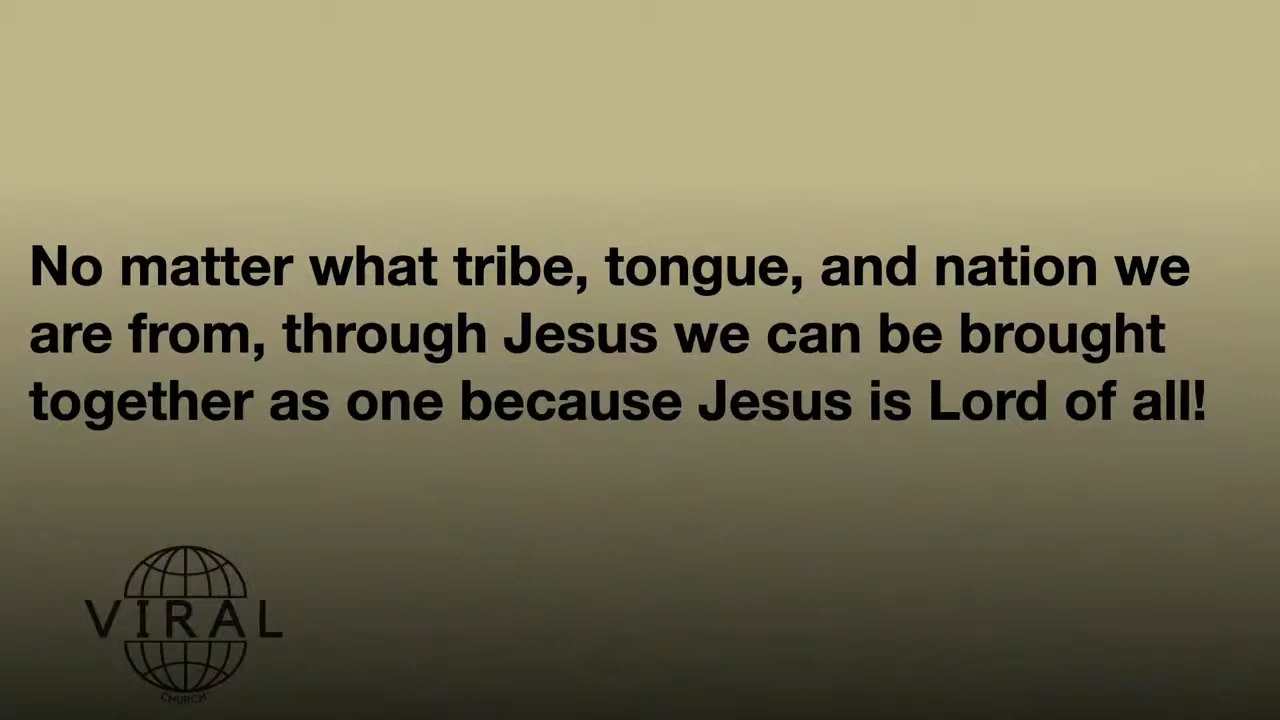 No matter what tribe, tongue, and nation we
are from, through Jesus we can be brought
together as one because Jesus is Lord of all!
VIRAL
CHURCH